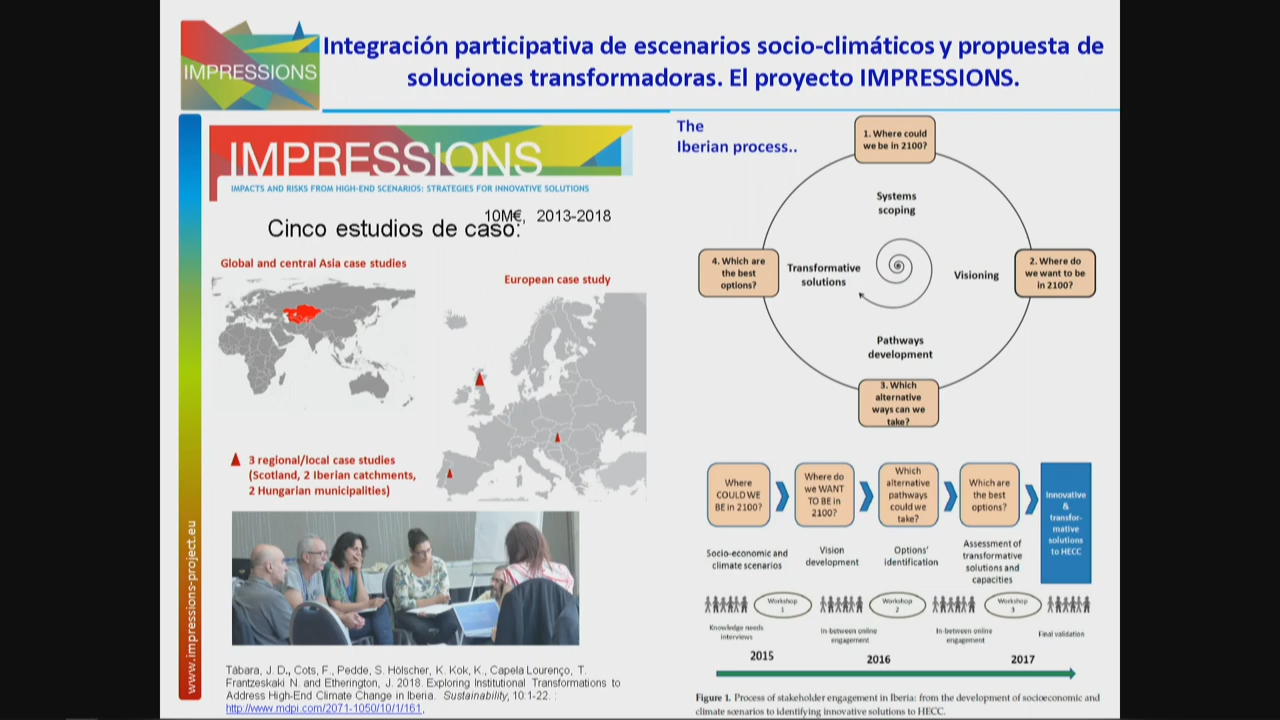 IMPRESSIONS
Integración participativa de escenarios socio-climáticos y propuesta de
soluciones transformadoras. El proyecto IMPRESSIONS.
www.impressions-project.eu
IMPRESSIONS
IMPACTS AND RISKS FROM HIGH-END SCENARIOS: STRATEGIES FOR INNOVATIVE SOLUTIONS
10M€, 2013-2018
Cinco estudios de caso:
Global and central Asia case studies
European case study
3 regional/local case studies
(Scotland, 2 Iberian catchments,
2 Hungarian municipalities)
Tàbara, J. D., Cots, F., Pedde, S. Hölscher, K. Kok, K., Capela Lourenço, T.
Frantzeskaki N. and Etherington, J. 2018. Exploring Institutional Transformations to
Address High-End Climate Change in Iberia. Sustainability, 10:1-22. :
http://www.mdpi.com/2071-1050/10/1/161,
The
Iberian process..
1. Where could
we be in 2100?
Systems
scoping
4. Which are
the best
options?
Transformative
solutions
Visioning
2. Where do
we want to be
in 2100?
Pathways
development
3. Which
alternative
ways can we
take?
Where
COULD WE
BE in 2100?
Where do
we WANT
TO BE in
2100?
Which
alternative
pathways
could we
take?
Which are
the best
options?
Innovative
&
transfor-
mative
solutions
to HECC
Socio-economic and
climate scenarios
Vision
development
Options'
identification
Assessment of
transformative
solutions and
capacities
Workshop
1
Workshop
2
Workshop
3
Knowledge needs
interviews
In-between online
engagement
In-between online
engagement
Final validation
2015
2016
2017
Figure 1. Process of stakeholder engagement in Iberia: from the development of socioeconomic and
climate scenarios to identifying innovative solutions to HECC.